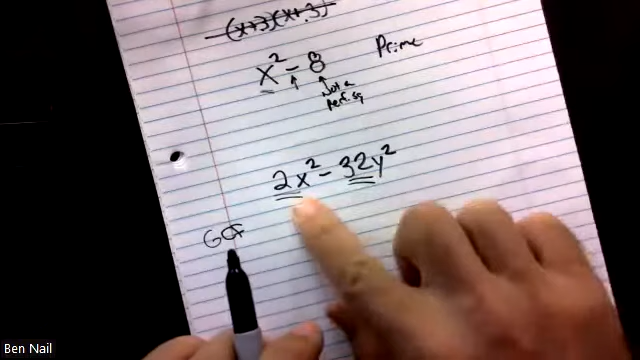 (x+3)(x+3)
x² - 8 Prime
Not a
perf. sq
2x² - 32y²
GCF
Ben Nail